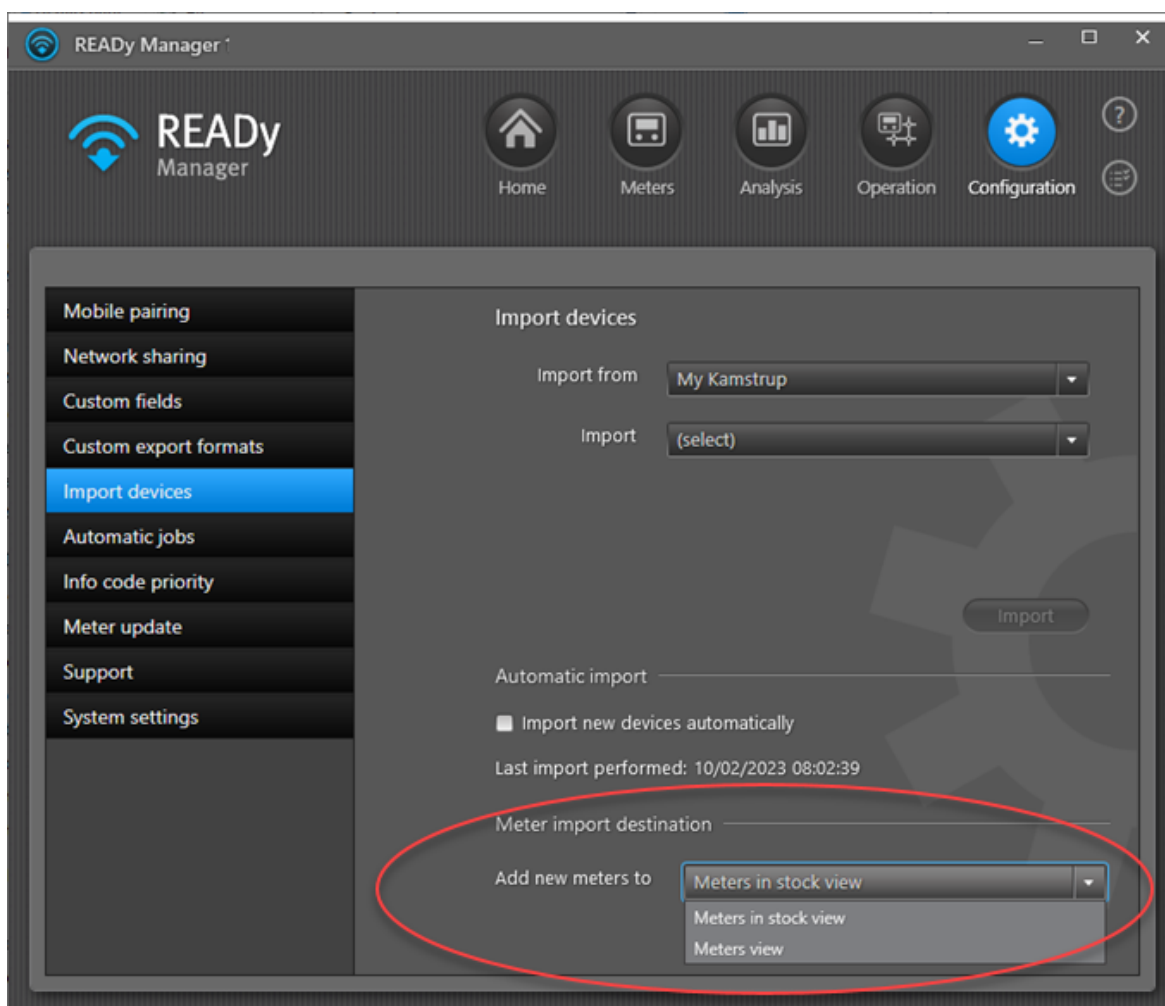 READy Manager
READy
Manager
Home
Meters
Analysis
Operation
Configuration
?
Mobile pairing
Network sharing
Custom fields
Custom export formats
Import devices
Automatic jobs
Info code priority
Meter update
Support
System settings
Import devices
Import from
My Kamstrup
Import
(select)
Import
Automatic import
Import new devices automatically
Last import performed: 10/02/2023 08:02:39
Meter import destination
Add new meters to
Meters in stock view
Meters in stock view
Meters view